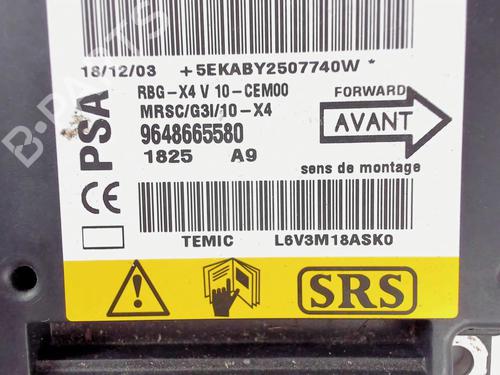 18/12/03 +5EKABY2507740W *
RBG-X4 V 10-CEM00
MRSC/G3I/10-X4
9648665580
1825 A9
FORWARD
AVANT
sens de montage
PSA
CE
TEMIC L6V3M18ASK0
SRS
B-PARTS